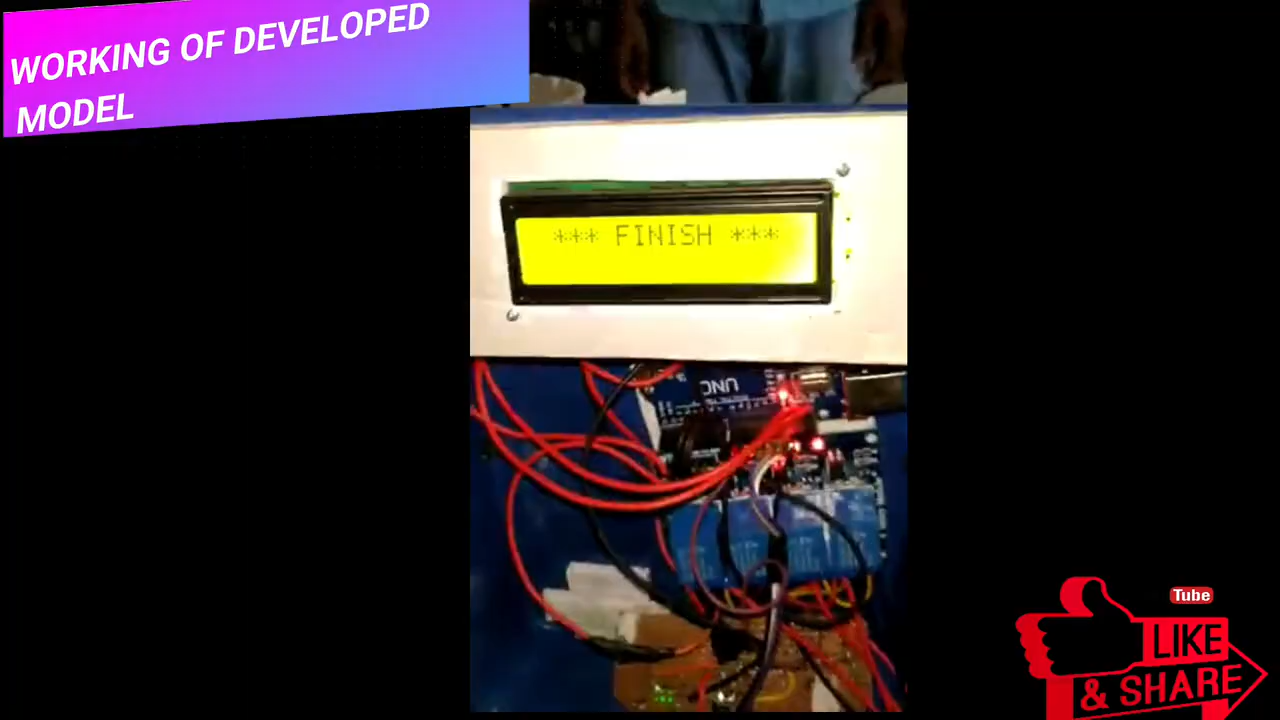 WORKING OF DEVELOPED
MODEL
*** FINISH ***
UNO
Tube
LIKE
& SHARE